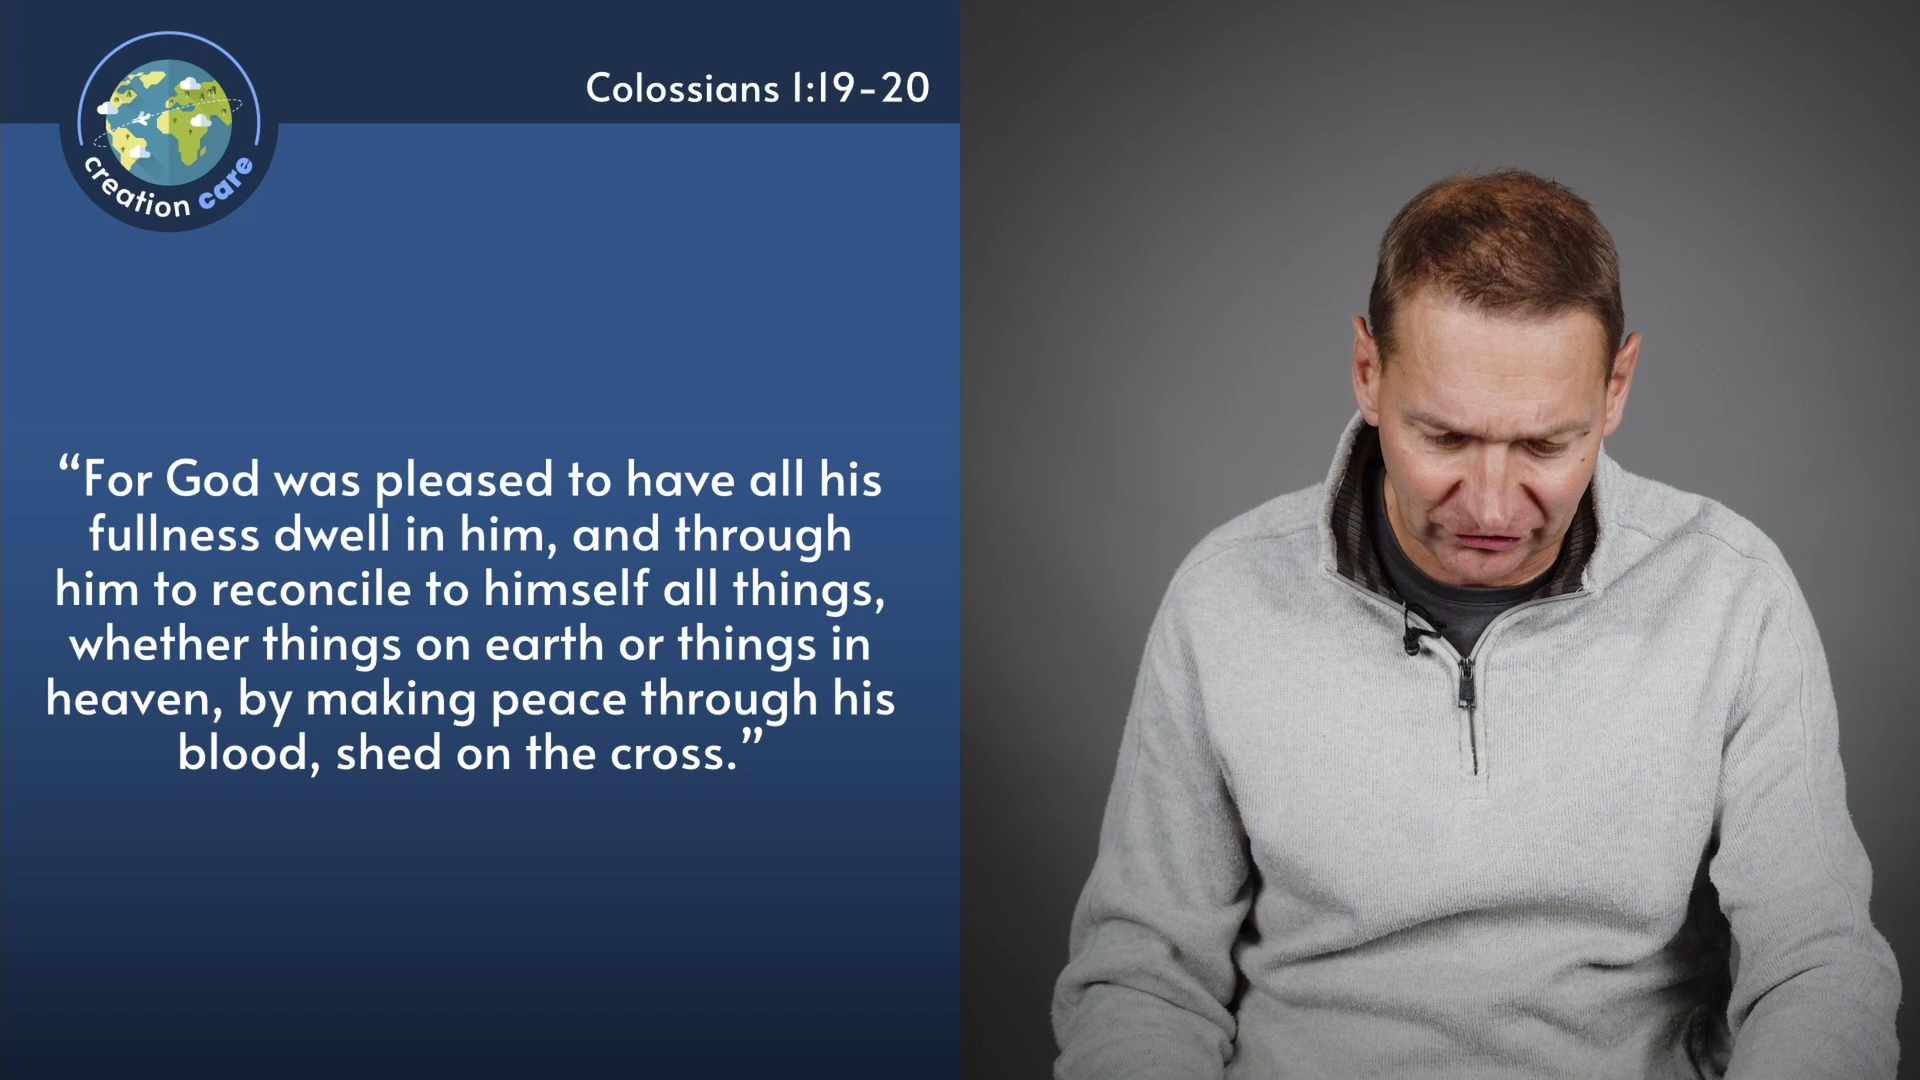 creation care
Colossians 1:19-20
“For God was pleased to have all his
fullness dwell in him, and through
him to reconcile to himself all things,
whether things on earth or things in
heaven, by making peace through his
blood, shed on the cross.”